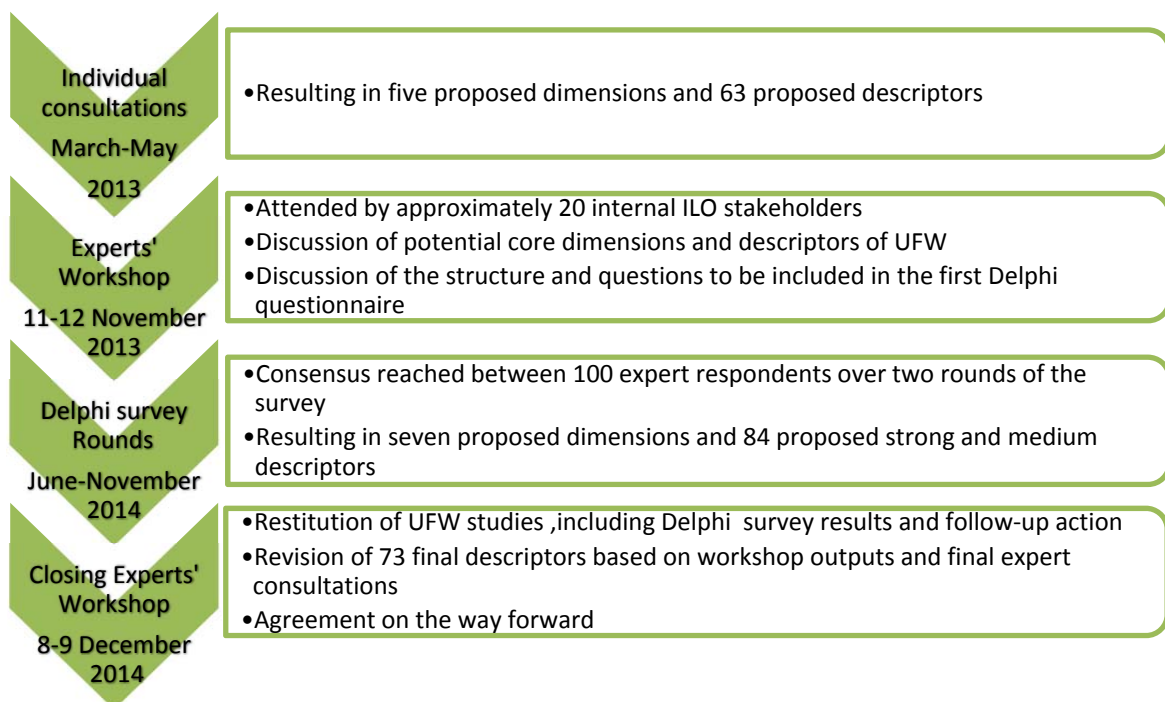 Individual
consultations
March-May
2013
•Resulting in five proposed dimensions and 63 proposed descriptors
Experts'
Workshop
11-12 November
2013
•Attended by approximately 20 internal ILO stakeholders
•Discussion of potential core dimensions and descriptors of UFW
•Discussion of the structure and questions to be included in the first Delphi
questionnaire
Delphi survey
Rounds
June-November
2014
•Consensus reached between 100 expert respondents over two rounds of the
survey
•Resulting in seven proposed dimensions and 84 proposed strong and medium
descriptors
Closing Experts'
Workshop
8-9 December
2014
•Restitution of UFW studies ,including Delphi survey results and follow-up action
•Revision of 73 final descriptors based on workshop outputs and final expert
consultations
•Agreement on the way forward